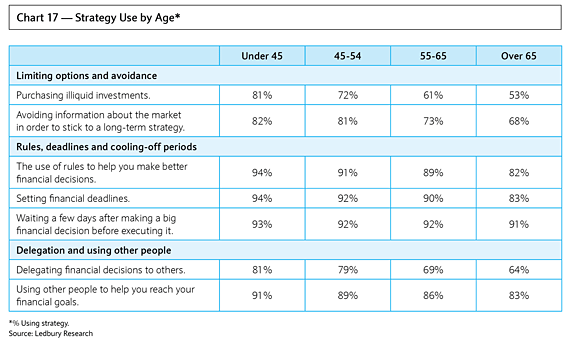 Chart 17 — Strategy Use by Age*
Under 45 45-54 55-65 Over 65
Limiting options and avoidance
Purchasing illiquid investments. 81% 72% 61% 53%
Avoiding information about the market
in order to stick to a long-term strategy. 82% 81% 73% 68%
Rules, deadlines and cooling-off periods
The use of rules to help you make better
financial decisions. 94% 91% 89% 82%
Setting financial deadlines. 94% 92% 90% 83%
Waiting a few days after making a big
financial decision before executing it. 93% 92% 92% 91%
Delegation and using other people
Delegating financial decisions to others. 81% 79% 69% 64%
Using other people to help you reach your
financial goals. 91% 89% 86% 83%
*% Using strategy.
Source: Ledbury Research